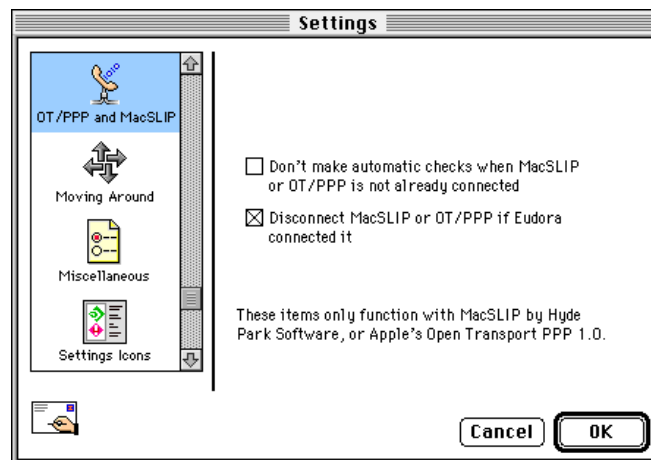 Settings
OT/PPP and MacSLIP
Moving Around
Miscellaneous
Settings Icons
Don't make automatic checks when MacSLIP
or OT/PPP is not already connected
Disconnect MacSLIP or OT/PPP if Eudora
connected it
These items only function with MacSLIP by Hyde
Park Software, or Apple's Open Transport PPP 1.0.
Cancel
OK